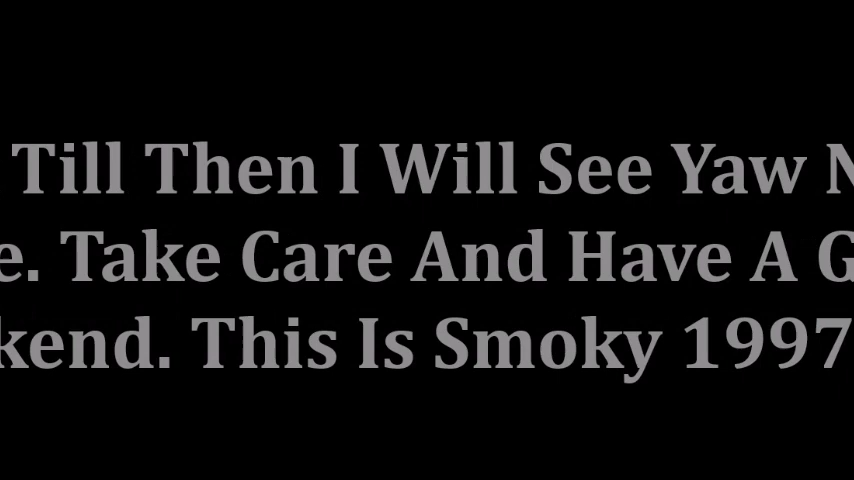 Till Then I Will See Yaw N
e. Take Care And Have A G
kend. This Is Smoky 1997